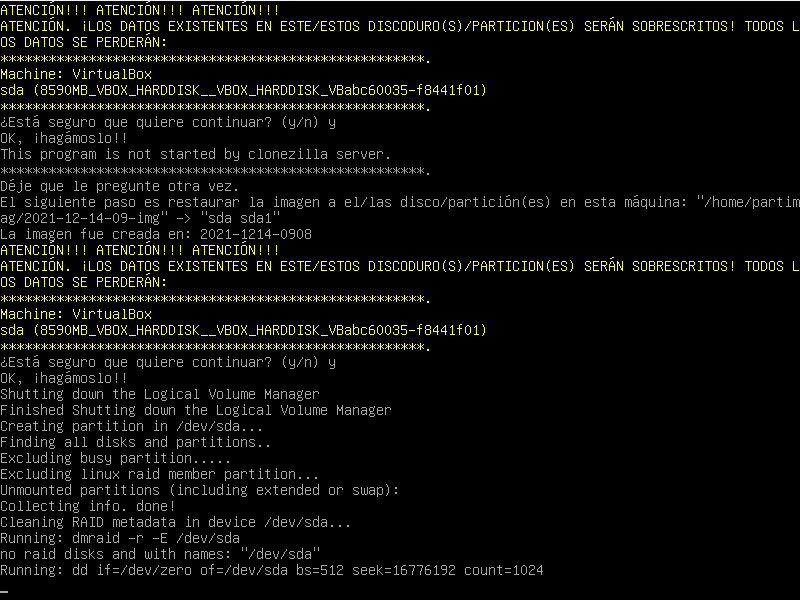 ATENCIÓN!!! ATENCIÓN!!! ATENCIÓN!!!
ATENCIÓN. ¡LOS DATOS EXISTENTES EN ESTE/ESTOS DISCODURO(S)/PARTICION(ES) SERÁN SOBRESCRITOS! TODOS L
OS DATOS SE PERDERÁN:
*****************************************************.
Machine: VirtualBox
sda (8590MB_VBOX_HARDDISK__VBOX_HARDDISK_VBabc60035-f8441f01)
*****************************************************.
¿Está seguro que quiere continuar? (y/n) y
OK, ¡hagámoslo!!
This program is not started by clonezilla server.
*****************************************************.
Déje que le pregunte otra vez.
El siguiente paso es restaurar la imagen a el/las disco/partición(es) en esta máquina: "/home/partim
ag/2021-12-14-09-img" -> "sda sda1"
La imagen fue creada en: 2021-1214-0908
ATENCIÓN!!! ATENCIÓN!!! ATENCIÓN!!!
ATENCIÓN. ¡LOS DATOS EXISTENTES EN ESTE/ESTOS DISCODURO(S)/PARTICION(ES) SERÁN SOBRESCRITOS! TODOS L
OS DATOS SE PERDERÁN:
*****************************************************.
Machine: VirtualBox
sda (8590MB_VBOX_HARDDISK__VBOX_HARDDISK_VBabc60035-f8441f01)
*****************************************************.
¿Está seguro que quiere continuar? (y/n) y
OK, ¡hagámoslo!!
Shutting down the Logical Volume Manager
Finished Shutting down the Logical Volume Manager
Creating partition in /dev/sda...
Finding all disks and partitions..
Excluding busy partition.....
Excluding linux raid member partition...
Unmounted partitions (including extended or swap):
Collecting info. done!
Cleaning RAID metadata in device /dev/sda...
Running: dmraid -r -E /dev/sda
no raid disks and with names: "/dev/sda"
Running: dd if=/dev/zero of=/dev/sda bs=512 seek=16776192 count=1024
_